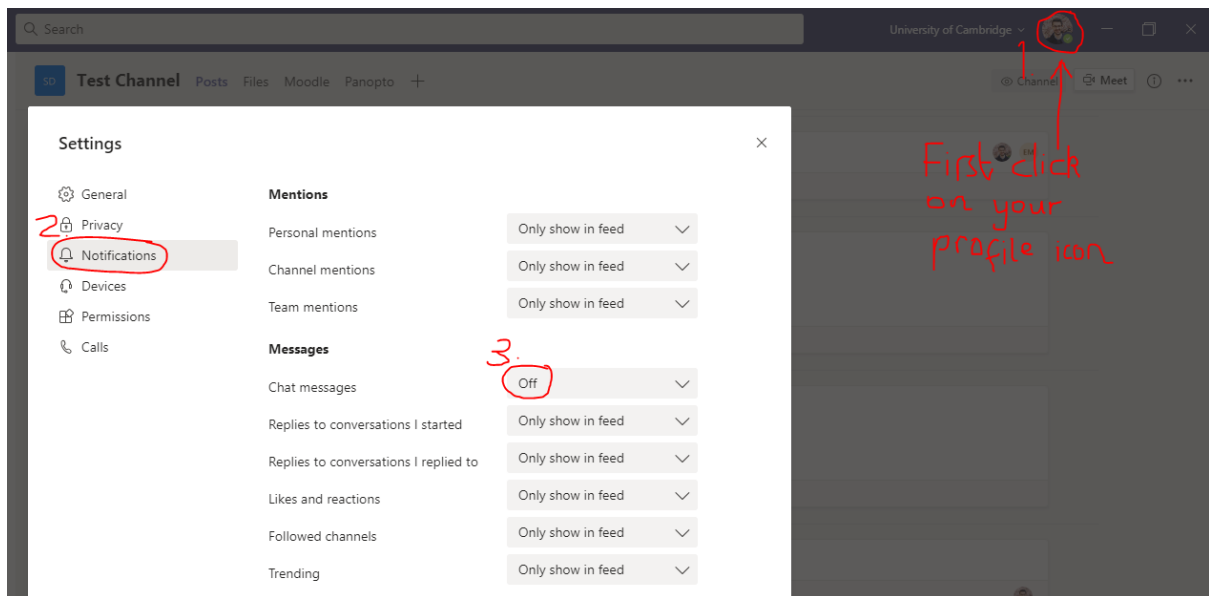 Search
University of Cambridge
1
SD Test Channel Posts Files Moodle Panopto
Channel Meet
Settings
First click
on your
profile icon
LM
General
2.
Privacy
Notifications
Devices
Permissions
Calls
Mentions
Personal mentions Only show in feed
Channel mentions Only show in feed
Team mentions Only show in feed
Messages
3.
Chat messages Off
Replies to conversations I started Only show in feed
Replies to conversations I replied to Only show in feed
Likes and reactions Only show in feed
Followed channels Only show in feed
Trending Only show in feed